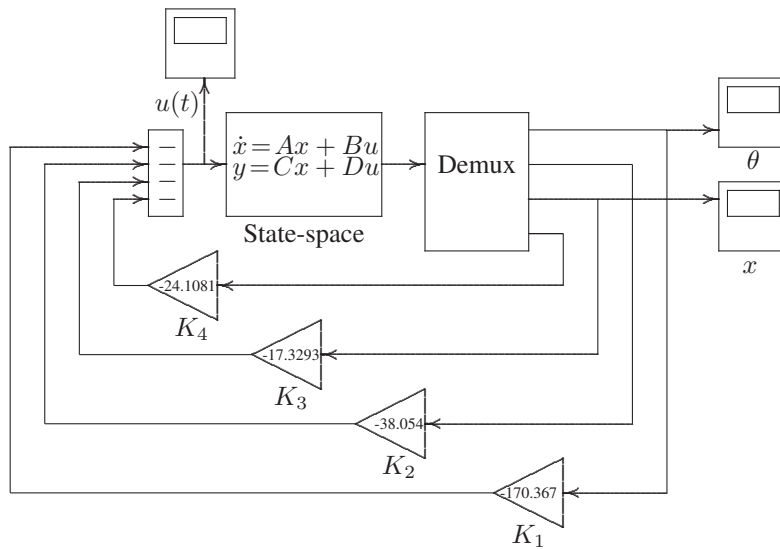 u(t)
ẋ=Ax + Bu
y=Cx + Du
State-space
Demux
θ
x
− 
−
−
−
-24.1081
K4
-17.3293
K3
-38.054
K2
-170.367
K1